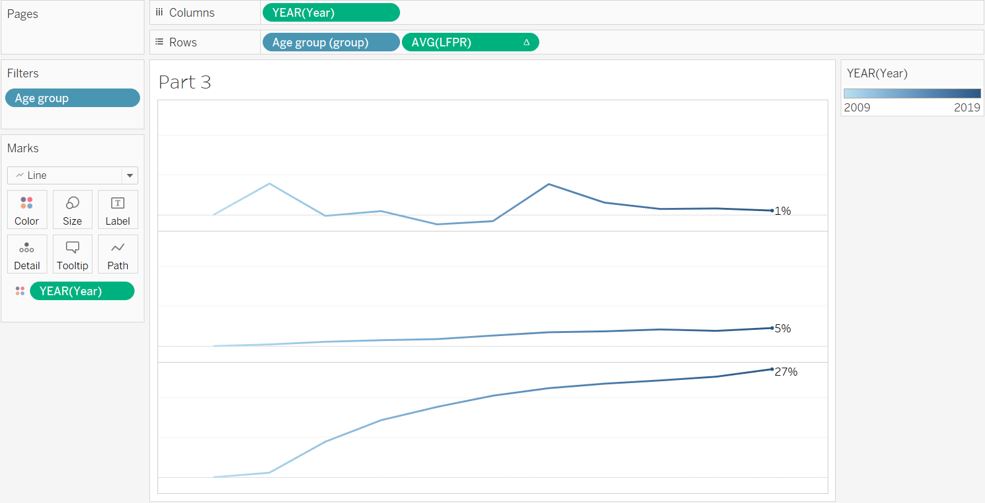 Pages
Columns
YEAR(Year)
Rows
Age group (group)
AVG(LFPR) Δ
Filters
Age group
Marks
Line
Color
Size
Label
Detail
Tooltip
Path
YEAR(Year)
Part 3
1%
5%
27%
YEAR(Year)
2009
2019